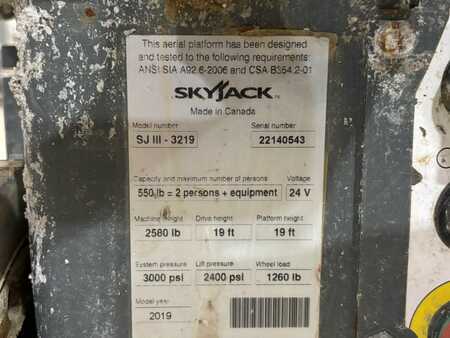 This aerial platform has been designed
and tested to the following requirements:
ANSI SIA A92.6-2006 and CSA B354.2-01
SKYJACK
Made in Canada
Model number Serial number
SJ III - 3219 22140543
Capacity and maximum number of persons Voltage
550 lb = 2 persons + equipment 24 V
Machine height Drive height Platform height
2580 lb 19 ft 19 ft
System pressure Lift pressure Wheel load
3000 psi 2400 psi 1260 lb
Model year
2019